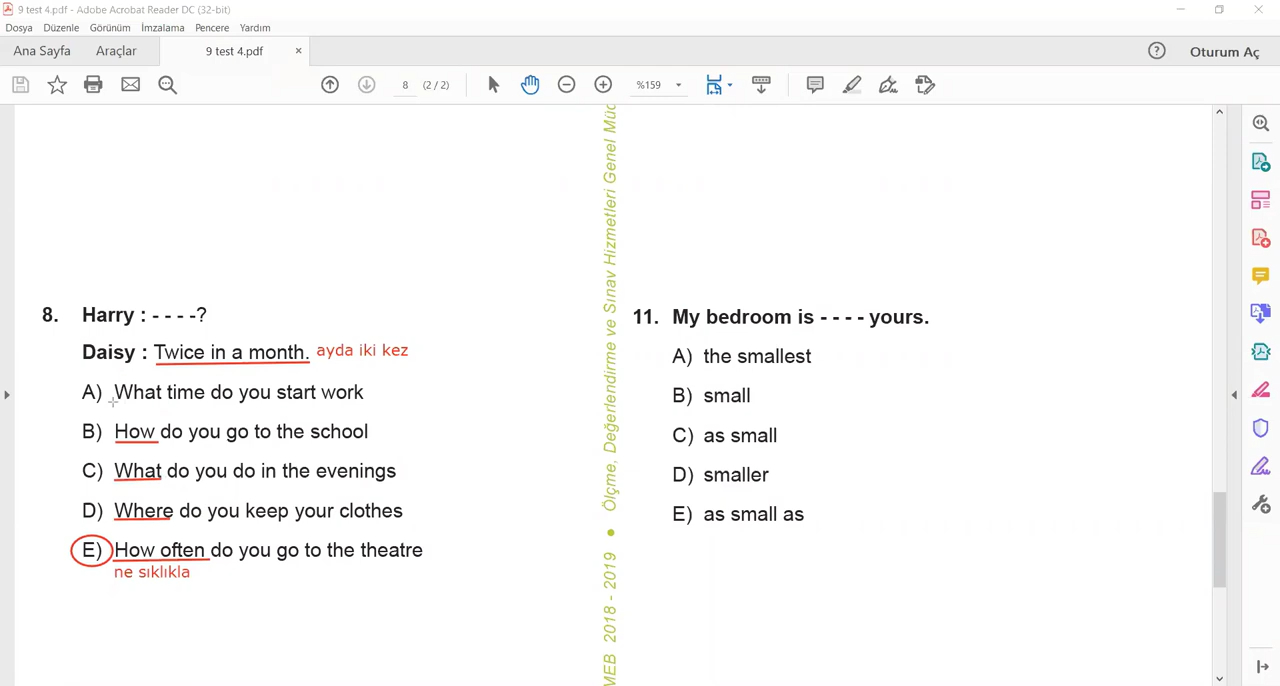 9 test 4.pdf - Adobe Acrobat Reader DC (32-bit)
Dosya Düzenle Görünüm İmzalama Pencere Yardım
Ana Sayfa Araçlar 9 test 4.pdf × ? Oturum Aç
8 (2 / 2) %159
8. Harry : - - - -?
Daisy : Twice in a month. ayda iki kez
A) What time do you start work
B) How do you go to the school
C) What do you do in the evenings
D) Where do you keep your clothes
E) How often do you go to the theatre
ne sıklıkla
MEB 2018 - 2019 ● Ölçme, Değerlendirme ve Sınav Hizmetleri Genel Müd
11. My bedroom is - - - - yours.
A) the smallest
B) small
C) as small
D) smaller
E) as small as